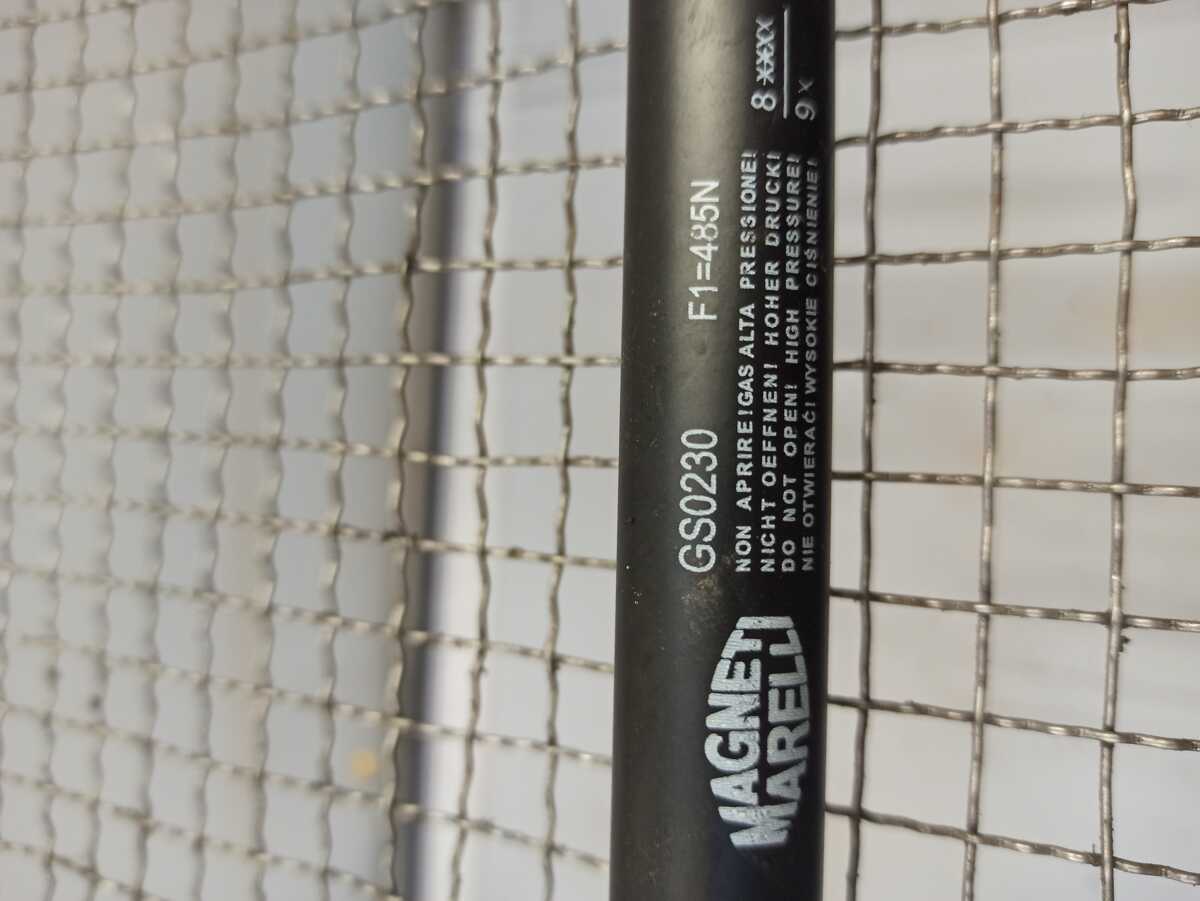 MAGNETI
MARELLI
GS0230 F1=485N
NON APRIRE!GAS ALTA PRESSIONE!
NICHT OEFFNEN! HOHER DRUCK!
DO NOT OPEN! HIGH PRESSURE!
NIE OTWIERAĆ! WYSOKIE CIŚNIENIE!
8 xxxx
9 x